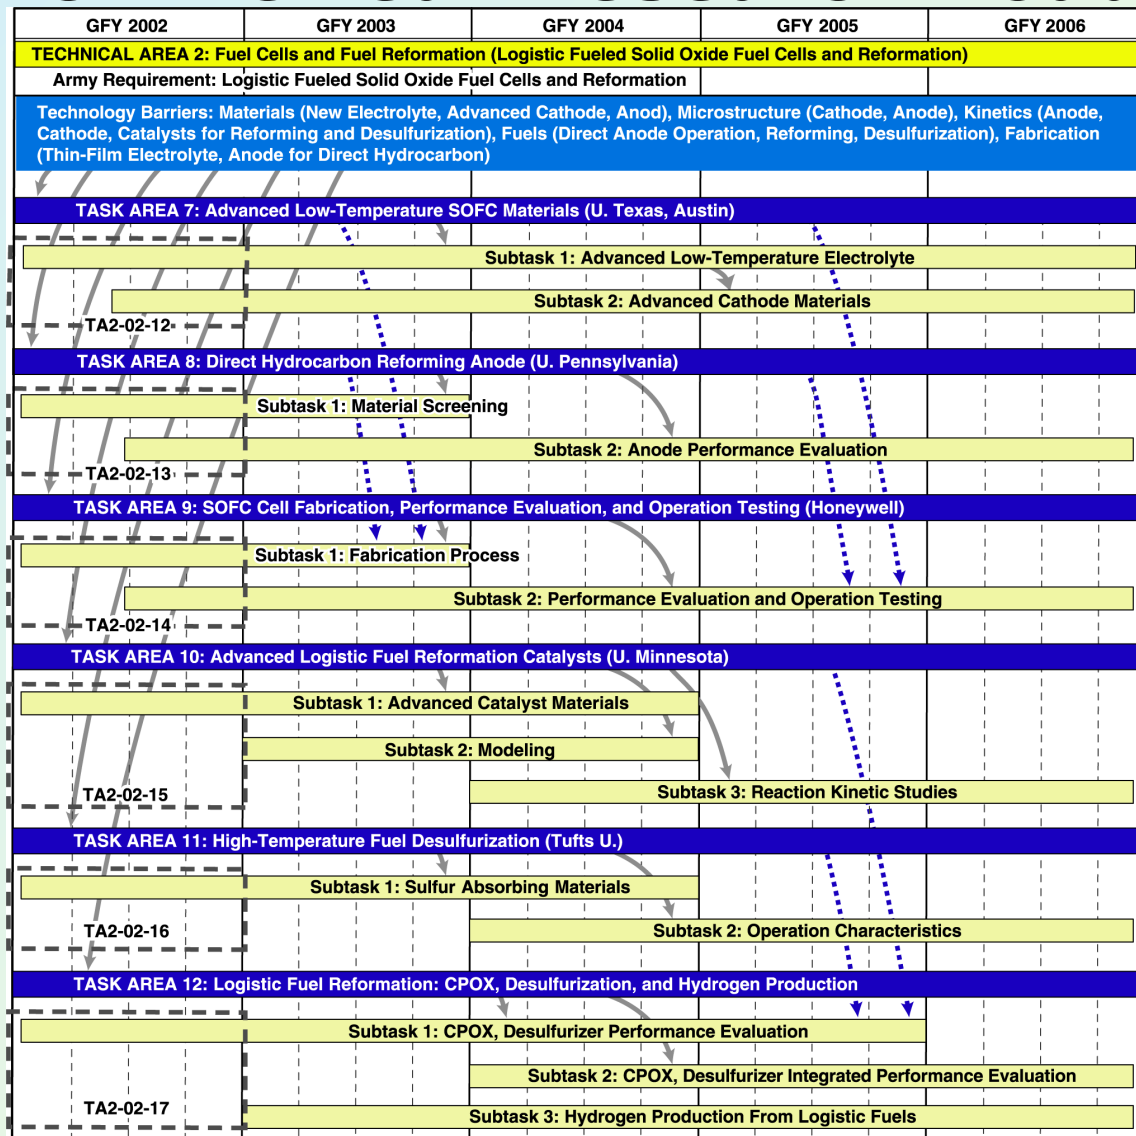 GFY 2002 GFY 2003 GFY 2004 GFY 2005 GFY 2006
TECHNICAL AREA 2: Fuel Cells and Fuel Reformation (Logistic Fueled Solid Oxide Fuel Cells and Reformation)
Army Requirement: Logistic Fueled Solid Oxide Fuel Cells and Reformation
Technology Barriers: Materials (New Electrolyte, Advanced Cathode, Anod), Microstructure (Cathode, Anode), Kinetics (Anode,
Cathode, Catalysts for Reforming and Desulfurization), Fuels (Direct Anode Operation, Reforming, Desulfurization), Fabrication
(Thin-Film Electrolyte, Anode for Direct Hydrocarbon)
TASK AREA 7: Advanced Low-Temperature SOFC Materials (U. Texas, Austin)
Subtask 1: Advanced Low-Temperature Electrolyte
Subtask 2: Advanced Cathode Materials
TA2-02-12
TASK AREA 8: Direct Hydrocarbon Reforming Anode (U. Pennsylvania)
Subtask 1: Material Screening
Subtask 2: Anode Performance Evaluation
TA2-02-13
TASK AREA 9: SOFC Cell Fabrication, Performance Evaluation, and Operation Testing (Honeywell)
Subtask 1: Fabrication Process
Subtask 2: Performance Evaluation and Operation Testing
TA2-02-14
TASK AREA 10: Advanced Logistic Fuel Reformation Catalysts (U. Minnesota)
Subtask 1: Advanced Catalyst Materials
Subtask 2: Modeling
Subtask 3: Reaction Kinetic Studies
TA2-02-15
TASK AREA 11: High-Temperature Fuel Desulfurization (Tufts U.)
Subtask 1: Sulfur Absorbing Materials
Subtask 2: Operation Characteristics
TA2-02-16
TASK AREA 12: Logistic Fuel Reformation: CPOX, Desulfurization, and Hydrogen Production
Subtask 1: CPOX, Desulfurizer Performance Evaluation
Subtask 2: CPOX, Desulfurizer Integrated Performance Evaluation
TA2-02-17
Subtask 3: Hydrogen Production From Logistic Fuels